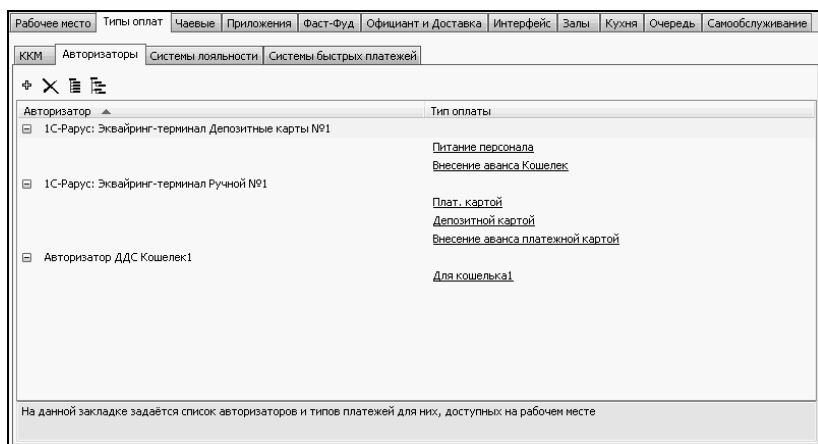 Рабочее место Типы оплат Чаевые Приложения Фаст-Фуд Официант и Доставка Интерфейс Залы Кухня Очередь Самообслуживание
ККМ Авторизаторы Системы лояльности Системы быстрых платежей
Авторизатор Тип оплаты
1С-Рарус: Эквайринг-терминал Депозитные карты №1
Питание персонала
Внесение аванса Кошелек
1С-Рарус: Эквайринг-терминал Ручной №1
Плат. картой
Депозитной картой
Внесение аванса платежной картой
Авторизатор ДДС Кошелек1
Для кошелька1
На данной закладке задаётся список авторизаторов и типов платежей для них, доступных на рабочем месте